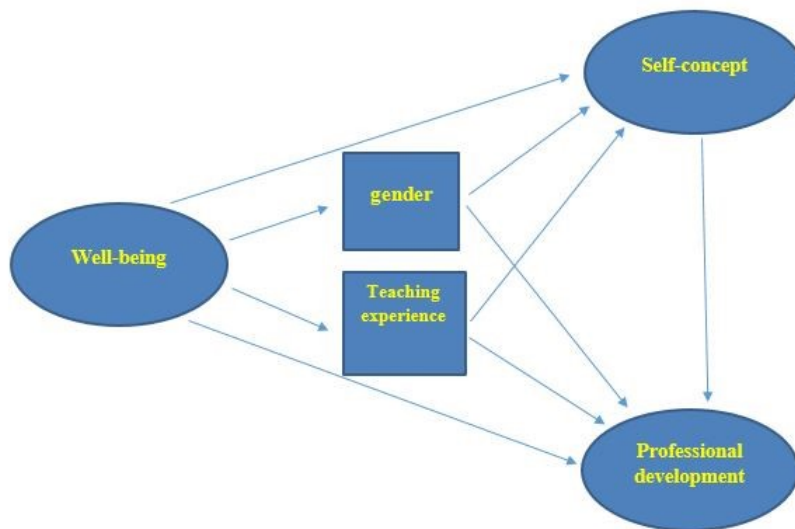 Self-concept
gender
Well-being
Teaching
experience
Professional
development